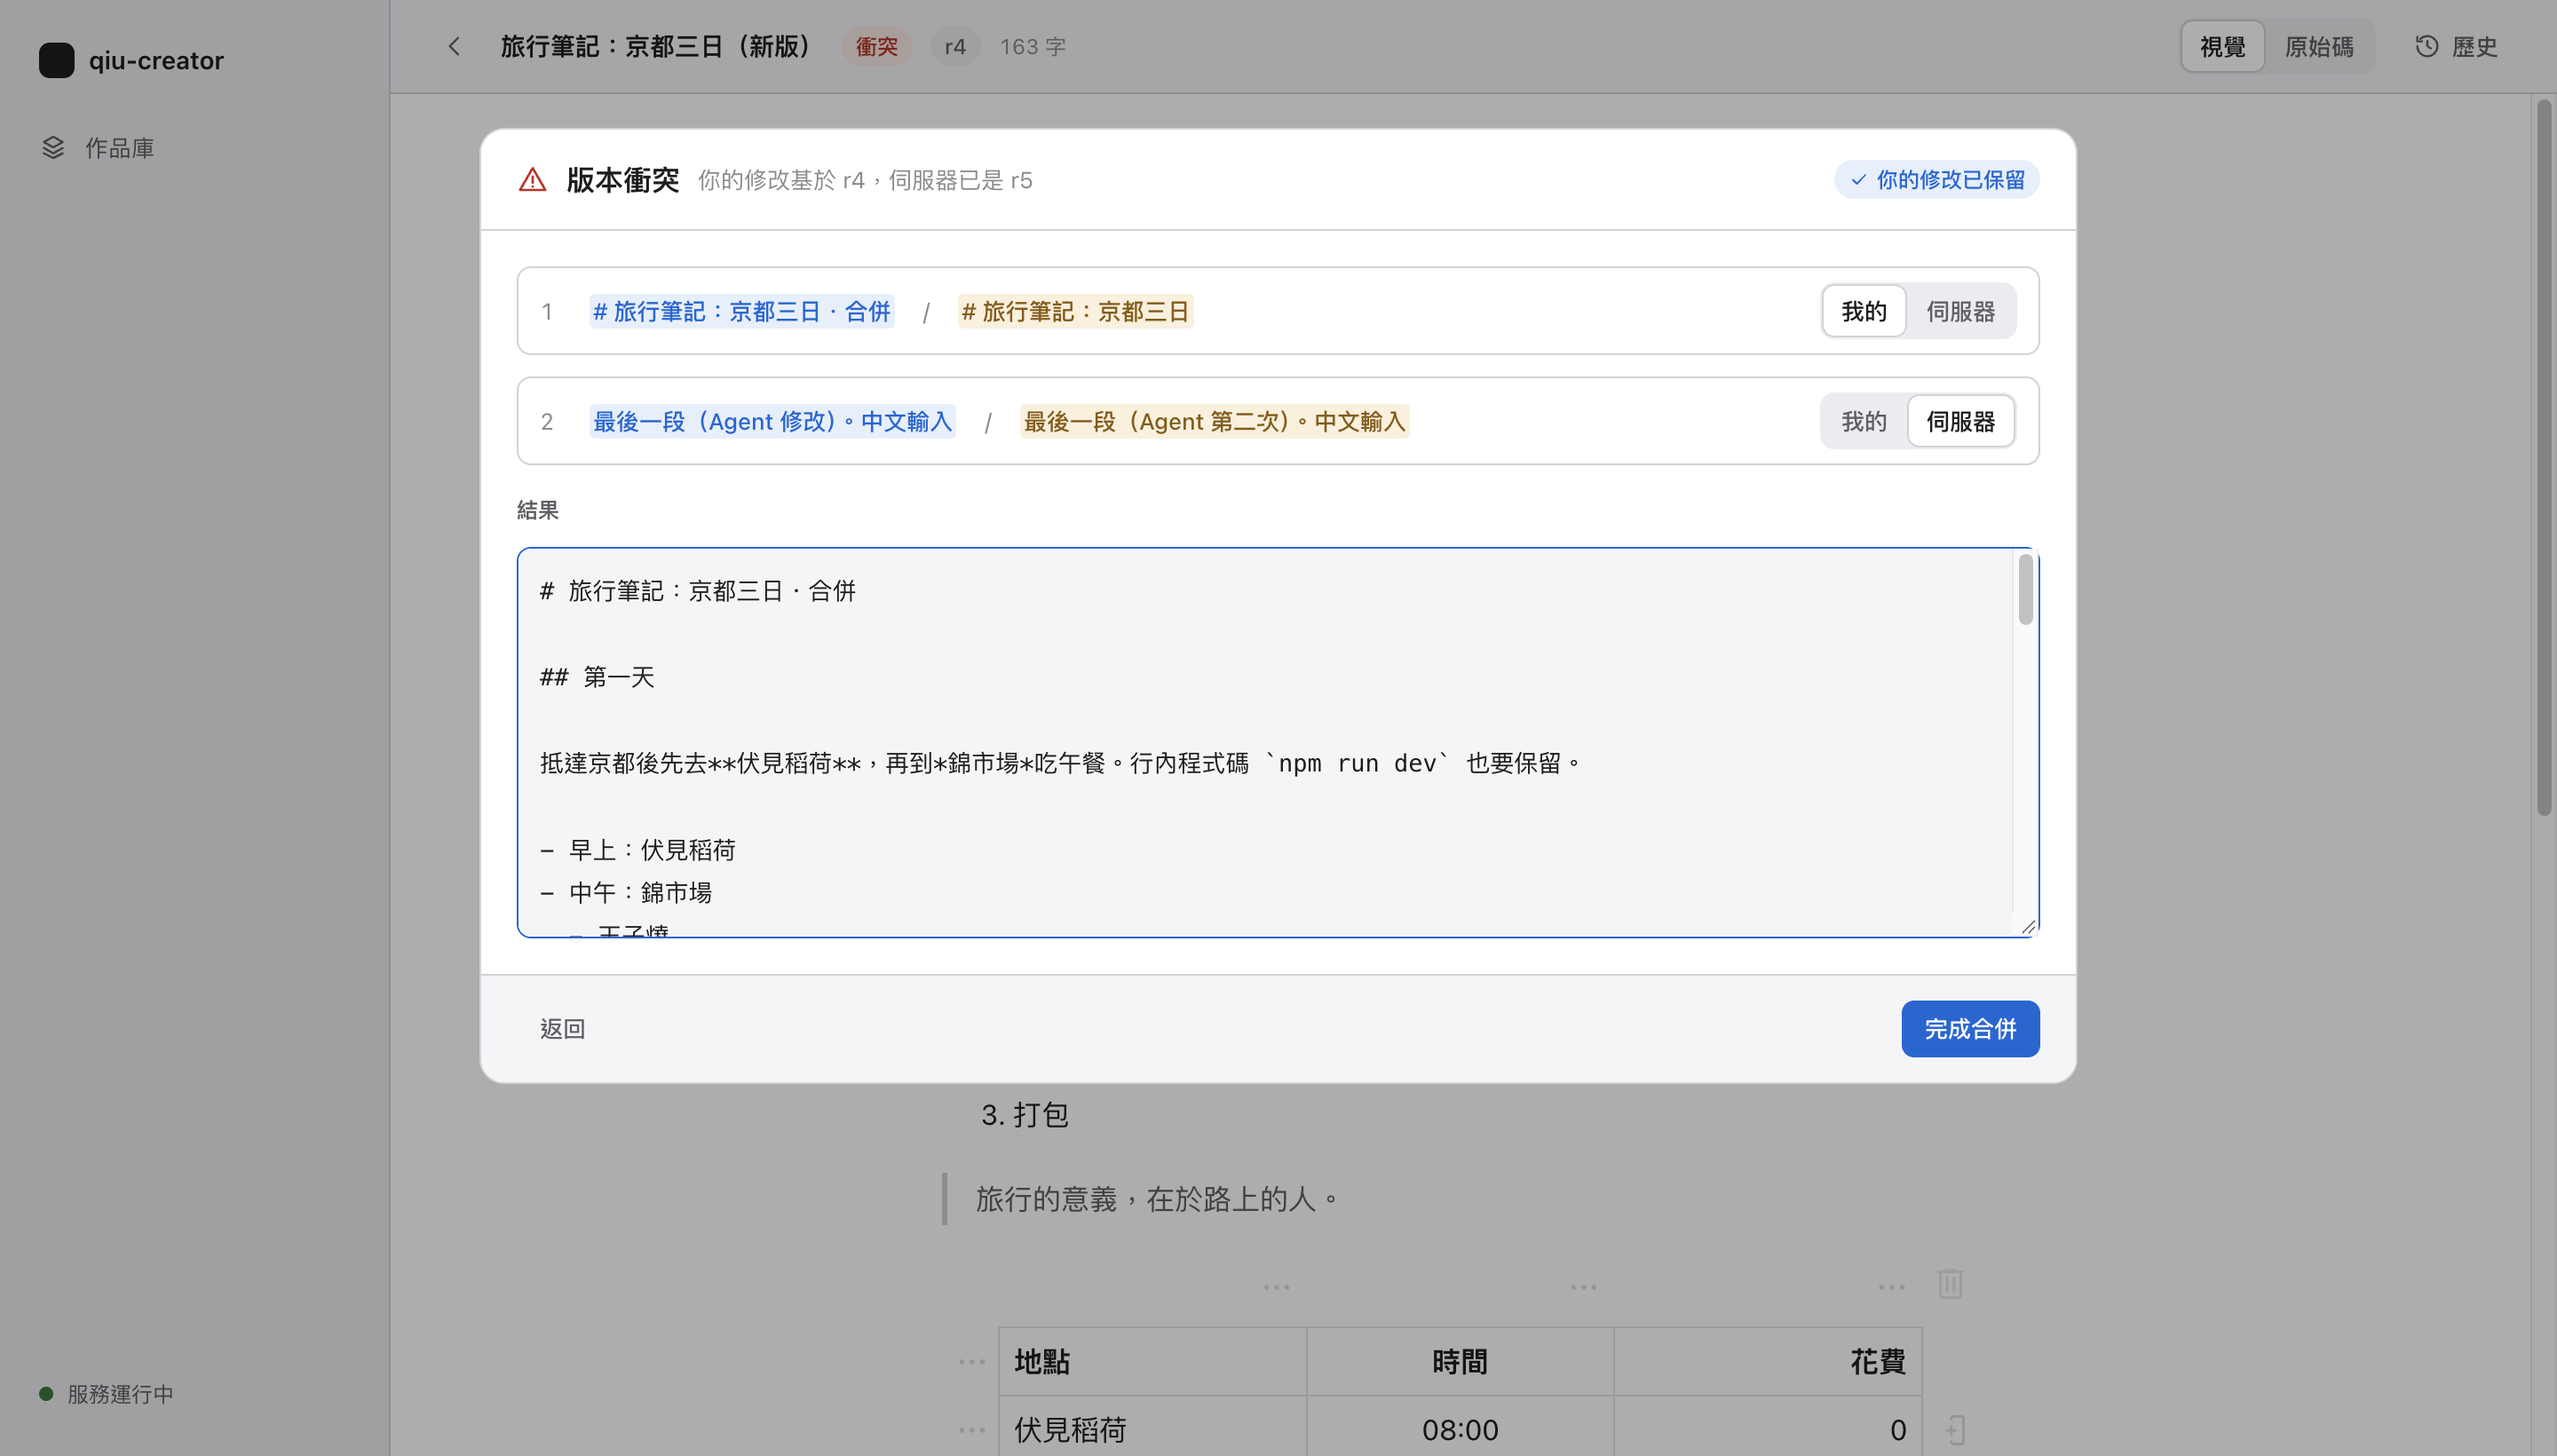 qiu-creator
作品庫
服務運行中
旅行筆記：京都三日（新版） 衝突 r4 163 字
視覺 原始碼 歷史
版本衝突 你的修改基於 r4，伺服器已是 r5
你的修改已保留
1 # 旅行筆記：京都三日 · 合併 / # 旅行筆記：京都三日 我的 伺服器
2 最後一段（Agent 修改）。中文輸入 / 最後一段（Agent 第二次）。中文輸入 我的 伺服器
結果
# 旅行筆記：京都三日 · 合併
## 第一天
抵達京都後先去**伏見稻荷**，再到*錦市場*吃午餐。行內程式碼 `npm run dev` 也要保留。
- 早上：伏見稻荷
- 中午：錦市場
- 玉子燒
返回
完成合併
3. 打包
旅行的意義，在於路上的人。
地點 時間 花費
伏見稻荷 08:00 0